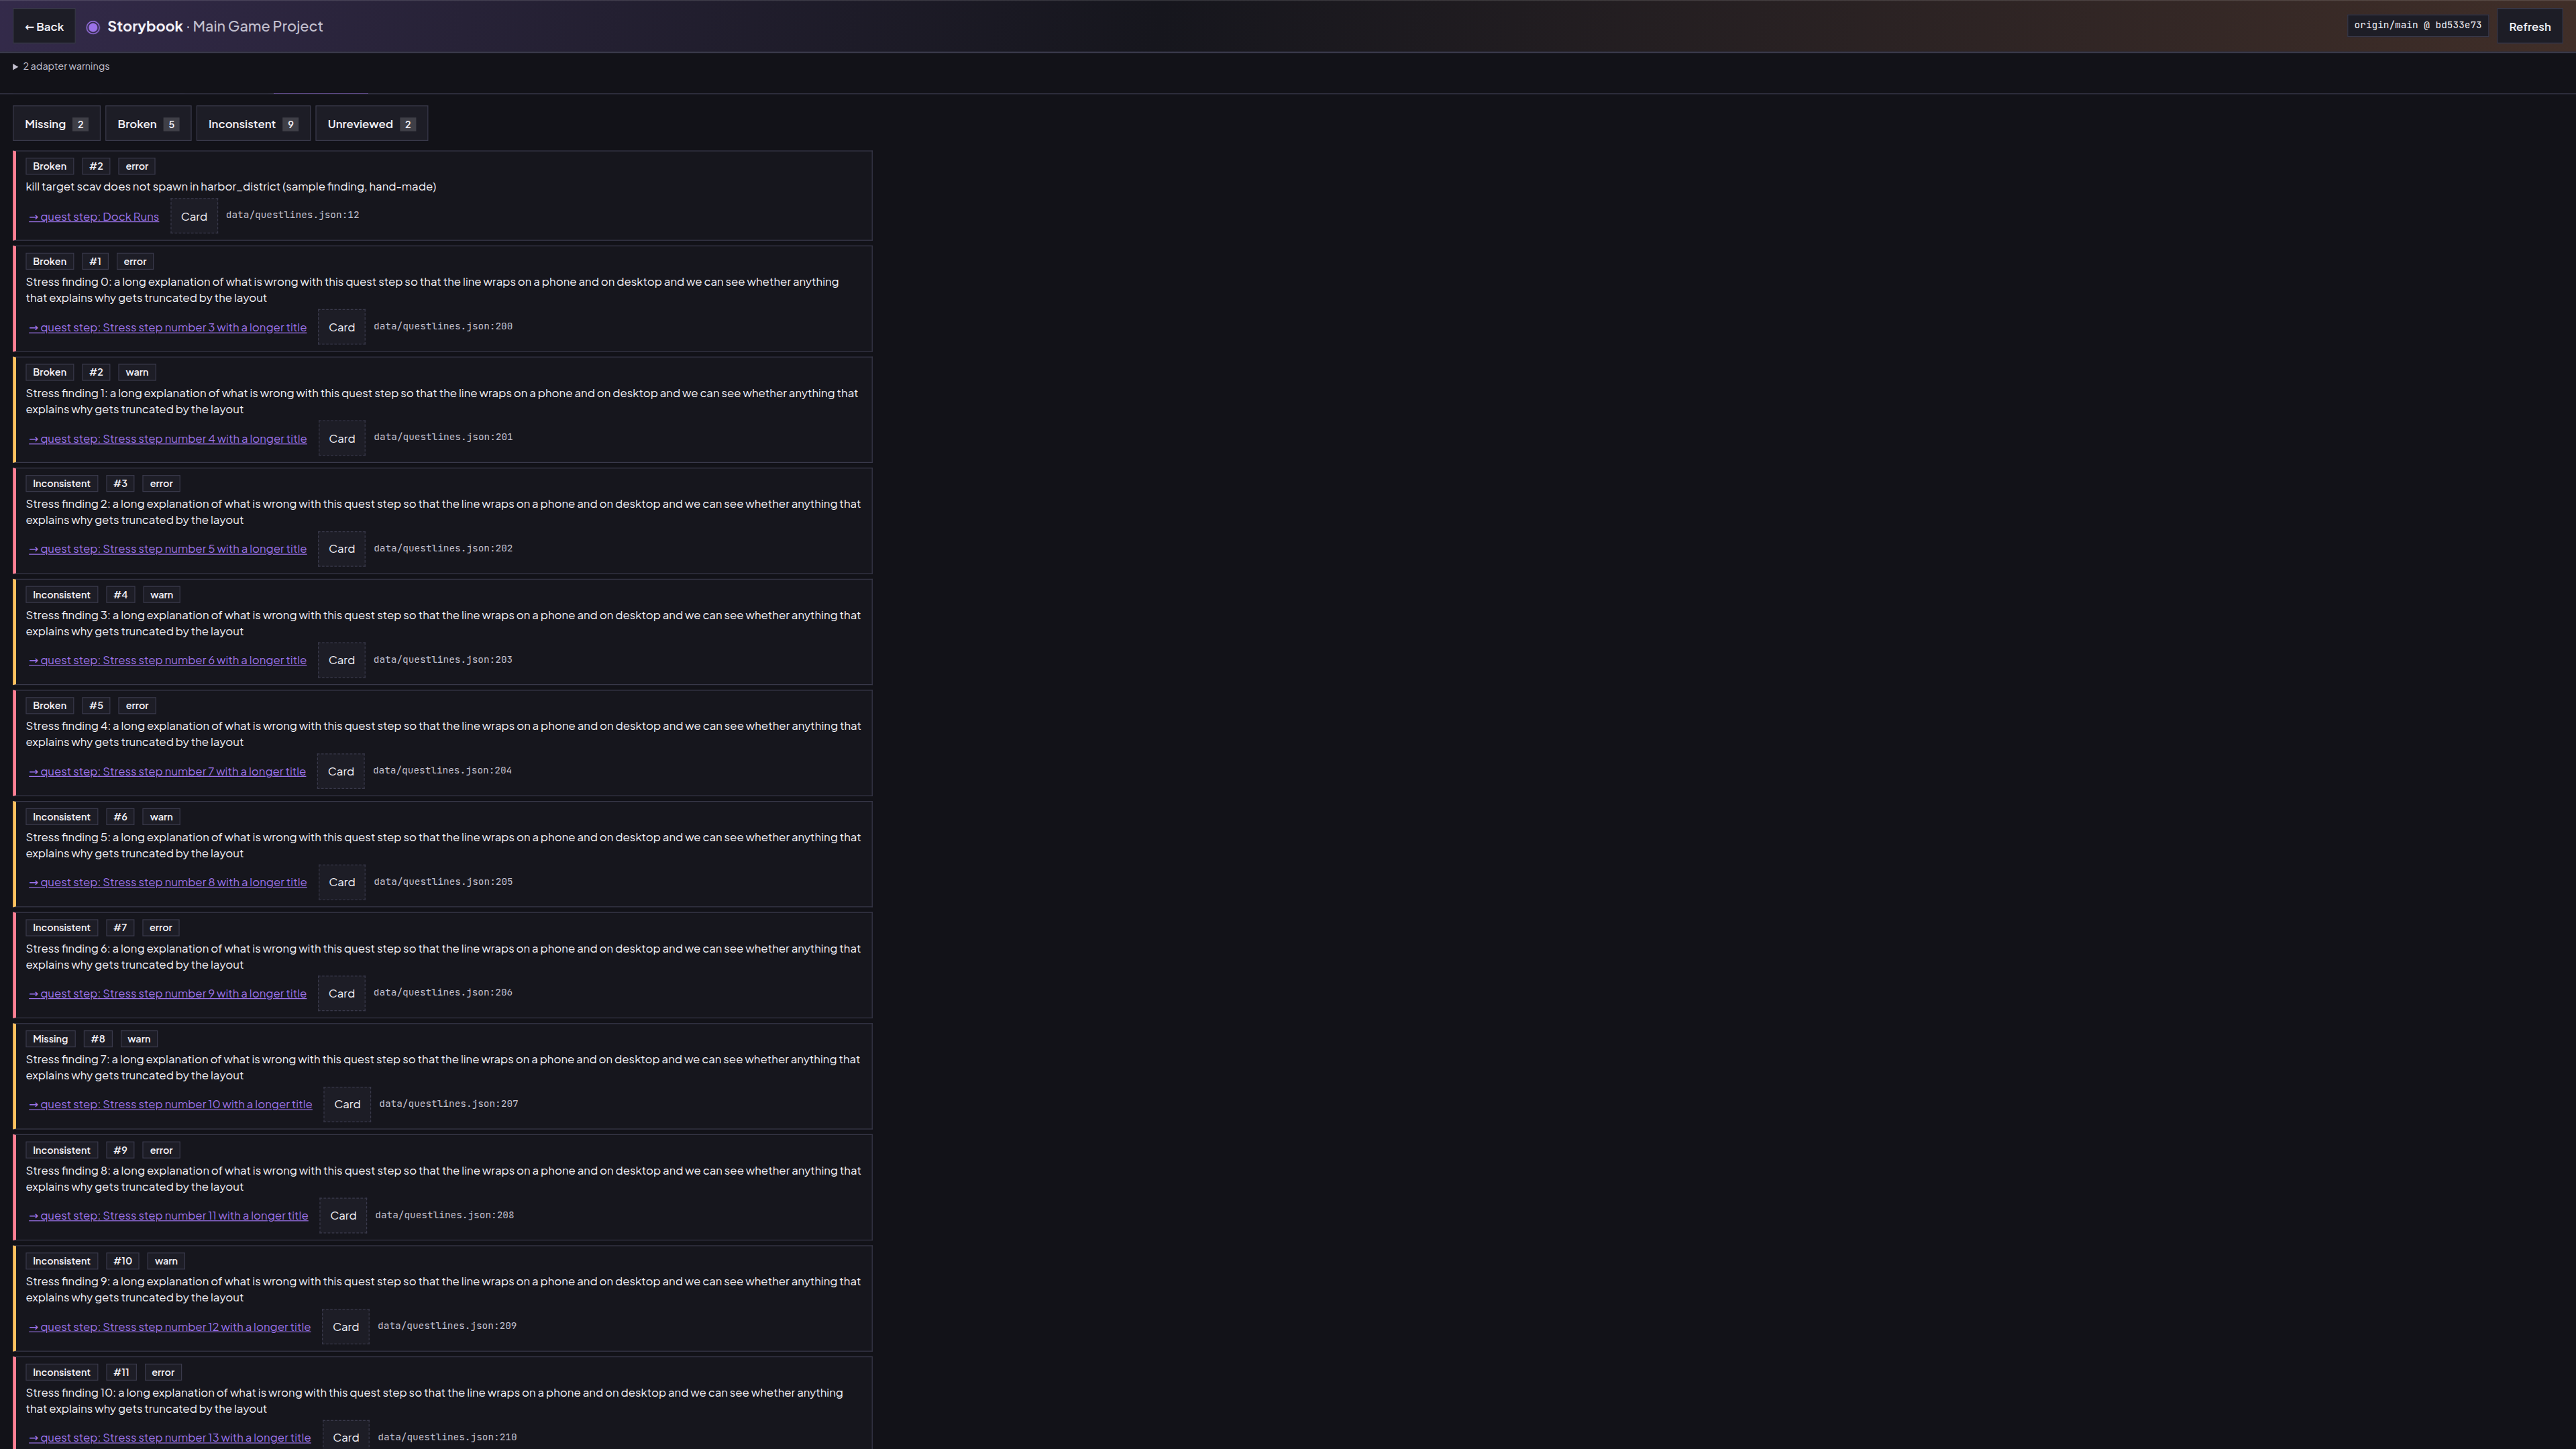 ← Back
Storybook · Main Game Project
origin/main @ bd533e73
Refresh
▶ 2 adapter warnings
Missing 2
Broken 5
Inconsistent 9
Unreviewed 2
Broken #2 error
kill target scav does not spawn in harbor_district (sample finding, hand-made)
→ quest step: Dock Runs Card data/questlines.json:12
Broken #1 error
Stress finding 0: a long explanation of what is wrong with this quest step so that the line wraps on a phone and on desktop and we can see whether anything
that explains why gets truncated by the layout
→ quest step: Stress step number 3 with a longer title Card data/questlines.json:200
Broken #2 warn
Stress finding 1: a long explanation of what is wrong with this quest step so that the line wraps on a phone and on desktop and we can see whether anything that
explains why gets truncated by the layout
→ quest step: Stress step number 4 with a longer title Card data/questlines.json:201
Inconsistent #3 error
Stress finding 2: a long explanation of what is wrong with this quest step so that the line wraps on a phone and on desktop and we can see whether anything that
explains why gets truncated by the layout
→ quest step: Stress step number 5 with a longer title Card data/questlines.json:202
Inconsistent #4 warn
Stress finding 3: a long explanation of what is wrong with this quest step so that the line wraps on a phone and on desktop and we can see whether anything that
explains why gets truncated by the layout
→ quest step: Stress step number 6 with a longer title Card data/questlines.json:203
Broken #5 error
Stress finding 4: a long explanation of what is wrong with this quest step so that the line wraps on a phone and on desktop and we can see whether anything that
explains why gets truncated by the layout
→ quest step: Stress step number 7 with a longer title Card data/questlines.json:204
Inconsistent #6 warn
Stress finding 5: a long explanation of what is wrong with this quest step so that the line wraps on a phone and on desktop and we can see whether anything that
explains why gets truncated by the layout
→ quest step: Stress step number 8 with a longer title Card data/questlines.json:205
Inconsistent #7 error
Stress finding 6: a long explanation of what is wrong with this quest step so that the line wraps on a phone and on desktop and we can see whether anything that
explains why gets truncated by the layout
→ quest step: Stress step number 9 with a longer title Card data/questlines.json:206
Missing #8 warn
Stress finding 7: a long explanation of what is wrong with this quest step so that the line wraps on a phone and on desktop and we can see whether anything that
explains why gets truncated by the layout
→ quest step: Stress step number 10 with a longer title Card data/questlines.json:207
Inconsistent #9 error
Stress finding 8: a long explanation of what is wrong with this quest step so that the line wraps on a phone and on desktop and we can see whether anything that
explains why gets truncated by the layout
→ quest step: Stress step number 11 with a longer title Card data/questlines.json:208
Inconsistent #10 warn
Stress finding 9: a long explanation of what is wrong with this quest step so that the line wraps on a phone and on desktop and we can see whether anything that
explains why gets truncated by the layout
→ quest step: Stress step number 12 with a longer title Card data/questlines.json:209
Inconsistent #11 error
Stress finding 10: a long explanation of what is wrong with this quest step so that the line wraps on a phone and on desktop and we can see whether anything
that explains why gets truncated by the layout
→ quest step: Stress step number 13 with a longer title Card data/questlines.json:210